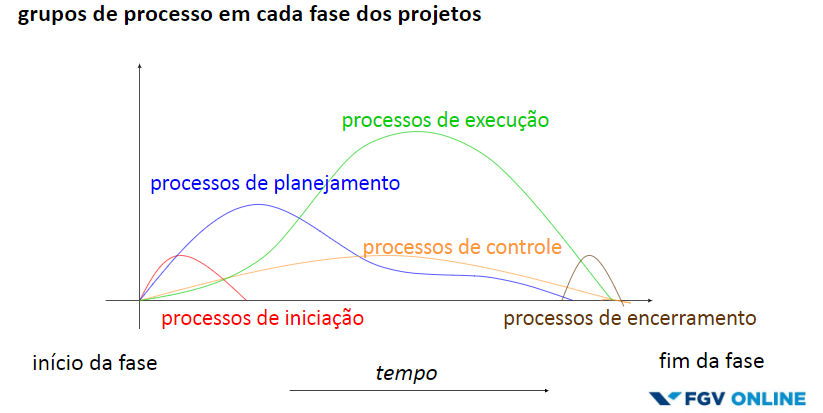 grupos de processo em cada fase dos projetos
processos de execução
processos de planejamento
processos de controle
processos de iniciação
processos de encerramento
início da fase
fim da fase
tempo
FGV ONLINE